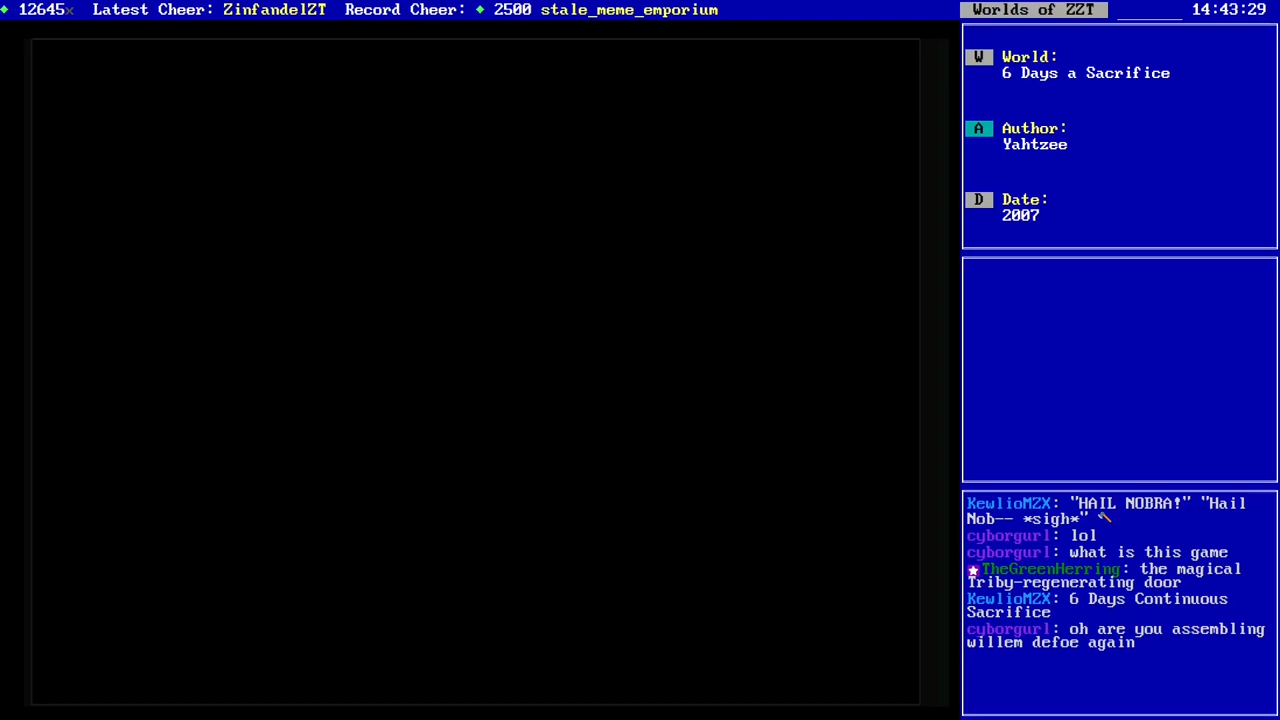 12645x Latest Cheer: ZinfandelZT Record Cheer: 2500 stale_meme_emporium
Worlds of ZZT 14:43:29
W World:
6 Days a Sacrifice
A Author:
Yahtzee
D Date:
2007
KewlioMZX: "HAIL NOBRA!" "Hail
Nob-- *sigh*"
cyborgurl: lol
cyborgurl: what is this game
TheGreenHerring: the magical
Triby-regenerating door
KewlioMZX: 6 Days Continuous
Sacrifice
cyborgurl: oh are you assembling
willem defoe again